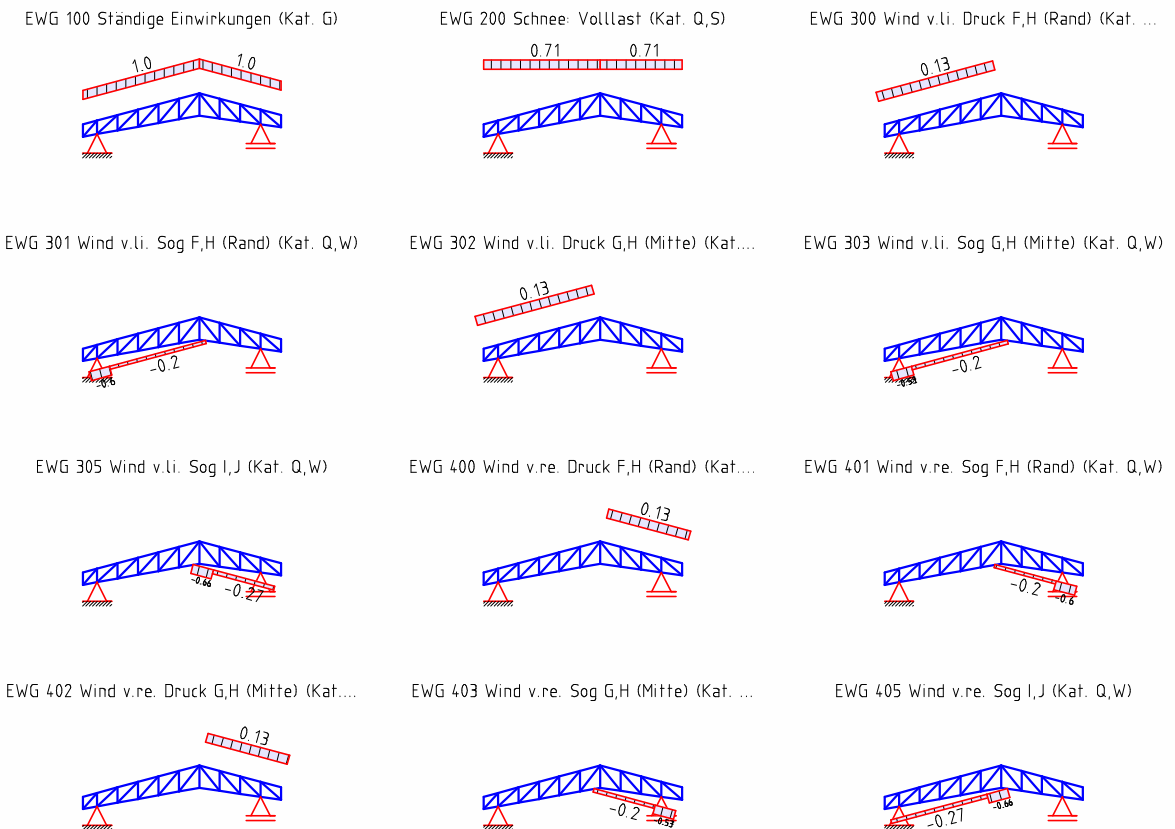 EWG 100 Ständige Einwirkungen (Kat. G)
1.0
1.0
EWG 200 Schnee: Volllast (Kat. Q,S)
0.71
0.71
EWG 300 Wind v.li. Druck F,H (Rand) (Kat. ...
0.13
EWG 301 Wind v.li. Sog F,H (Rand) (Kat. Q,W)
-0.6
-0.2
EWG 302 Wind v.li. Druck G,H (Mitte) (Kat....
0.13
EWG 303 Wind v.li. Sog G,H (Mitte) (Kat. Q,W)
-0.53
-0.2
EWG 305 Wind v.li. Sog I,J (Kat. Q,W)
-0.66
-0.27
EWG 400 Wind v.re. Druck F,H (Rand) (Kat....
0.13
EWG 401 Wind v.re. Sog F,H (Rand) (Kat. Q,W)
-0.2
-0.6
EWG 402 Wind v.re. Druck G,H (Mitte) (Kat....
0.13
EWG 403 Wind v.re. Sog G,H (Mitte) (Kat. ...
-0.2
-0.53
EWG 405 Wind v.re. Sog I,J (Kat. Q,W)
-0.27
-0.66